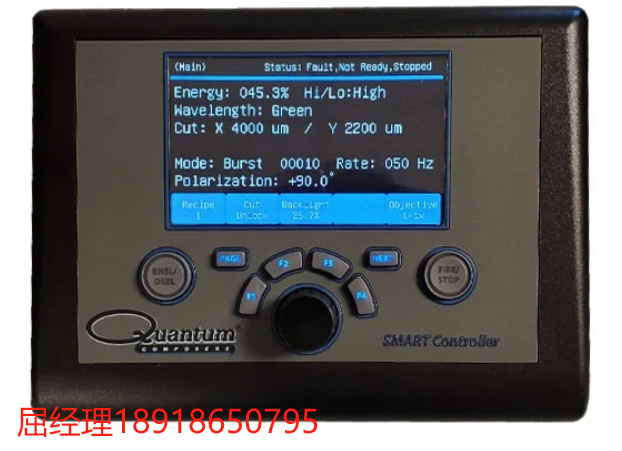 (Main) Status: Fault,Not Ready,Stopped
Energy: 045.3% Hi/Lo:High
Wavelength: Green
Cut: X 4000 um / Y 2200 um
Mode: Burst 00010 Rate: 050 Hz
Polarization: +90.0°
Recipe Cut Backlight Objective
1 Unlock 25.7% 1-1x
ENBL/
DSBL
PAGE
F1
F2
F3
F4
NEXT
FIRE/
STOP
Quantum
COMPOSERS
SMART Controller
屈经理18918650795